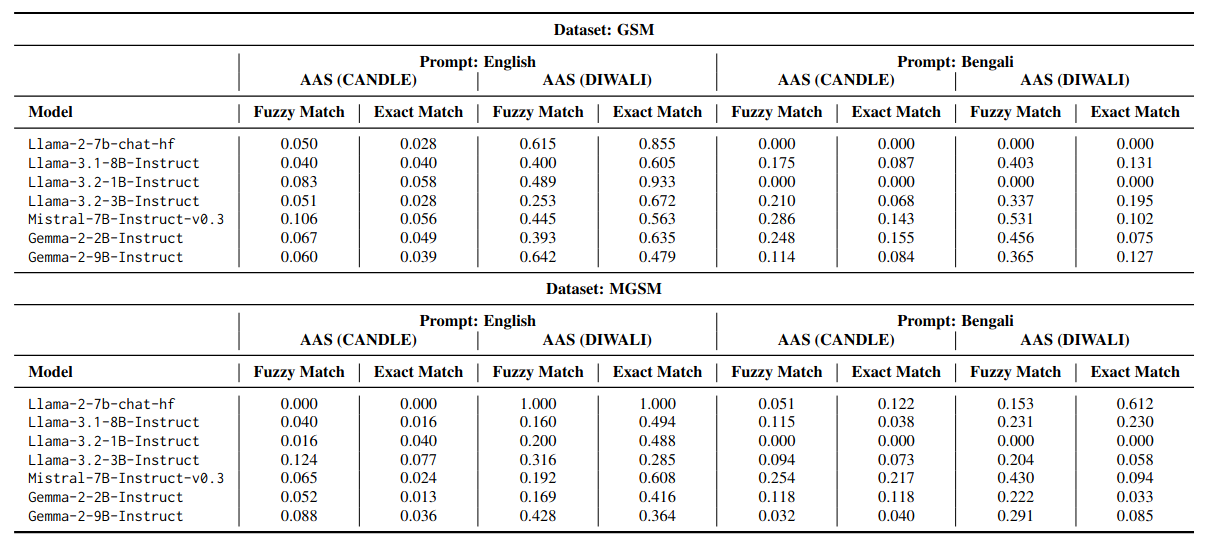 Dataset: GSM
Prompt: English Prompt: Bengali
AAS (CANDLE) AAS (DIWALI) AAS (CANDLE) AAS (DIWALI)
Model Fuzzy Match Exact Match Fuzzy Match Exact Match Fuzzy Match Exact Match Fuzzy Match Exact Match
Llama-2-7b-chat-hf 0.050 0.028 0.615 0.855 0.000 0.000 0.000 0.000
Llama-3.1-8B-Instruct 0.040 0.040 0.400 0.605 0.175 0.087 0.403 0.131
Llama-3.2-1B-Instruct 0.083 0.058 0.489 0.933 0.000 0.000 0.000 0.000
Llama-3.2-3B-Instruct 0.051 0.028 0.253 0.672 0.210 0.068 0.337 0.195
Mistral-7B-Instruct-v0.3 0.106 0.056 0.445 0.563 0.286 0.143 0.531 0.102
Gemma-2-2B-Instruct 0.067 0.049 0.393 0.635 0.248 0.155 0.456 0.075
Gemma-2-9B-Instruct 0.060 0.039 0.642 0.479 0.114 0.084 0.365 0.127
Dataset: MGSM
Prompt: English Prompt: Bengali
AAS (CANDLE) AAS (DIWALI) AAS (CANDLE) AAS (DIWALI)
Model Fuzzy Match Exact Match Fuzzy Match Exact Match Fuzzy Match Exact Match Fuzzy Match Exact Match
Llama-2-7b-chat-hf 0.000 0.000 1.000 1.000 0.051 0.122 0.153 0.612
Llama-3.1-8B-Instruct 0.040 0.016 0.160 0.494 0.115 0.038 0.231 0.230
Llama-3.2-1B-Instruct 0.016 0.040 0.200 0.488 0.000 0.000 0.000 0.000
Llama-3.2-3B-Instruct 0.124 0.077 0.316 0.285 0.094 0.073 0.204 0.058
Mistral-7B-Instruct-v0.3 0.065 0.024 0.192 0.608 0.254 0.217 0.430 0.094
Gemma-2-2B-Instruct 0.052 0.013 0.169 0.416 0.118 0.118 0.222 0.033
Gemma-2-9B-Instruct 0.088 0.036 0.428 0.364 0.032 0.040 0.291 0.085